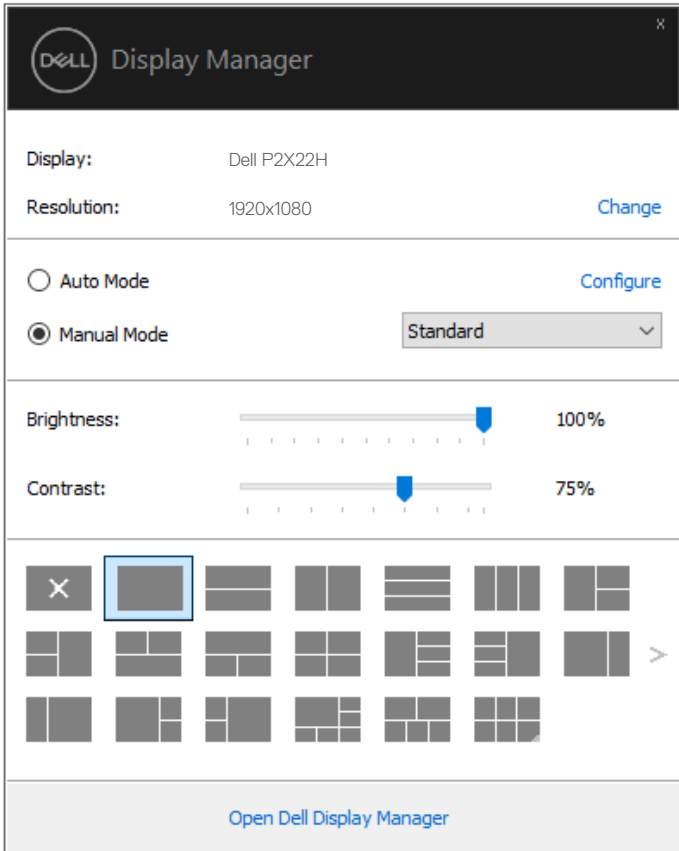 x
DELL Display Manager
Display: Dell P2X22H
Resolution: 1920x1080 Change
Auto Mode Configure
Manual Mode Standard
Brightness: 100%
Contrast: 75%
Open Dell Display Manager